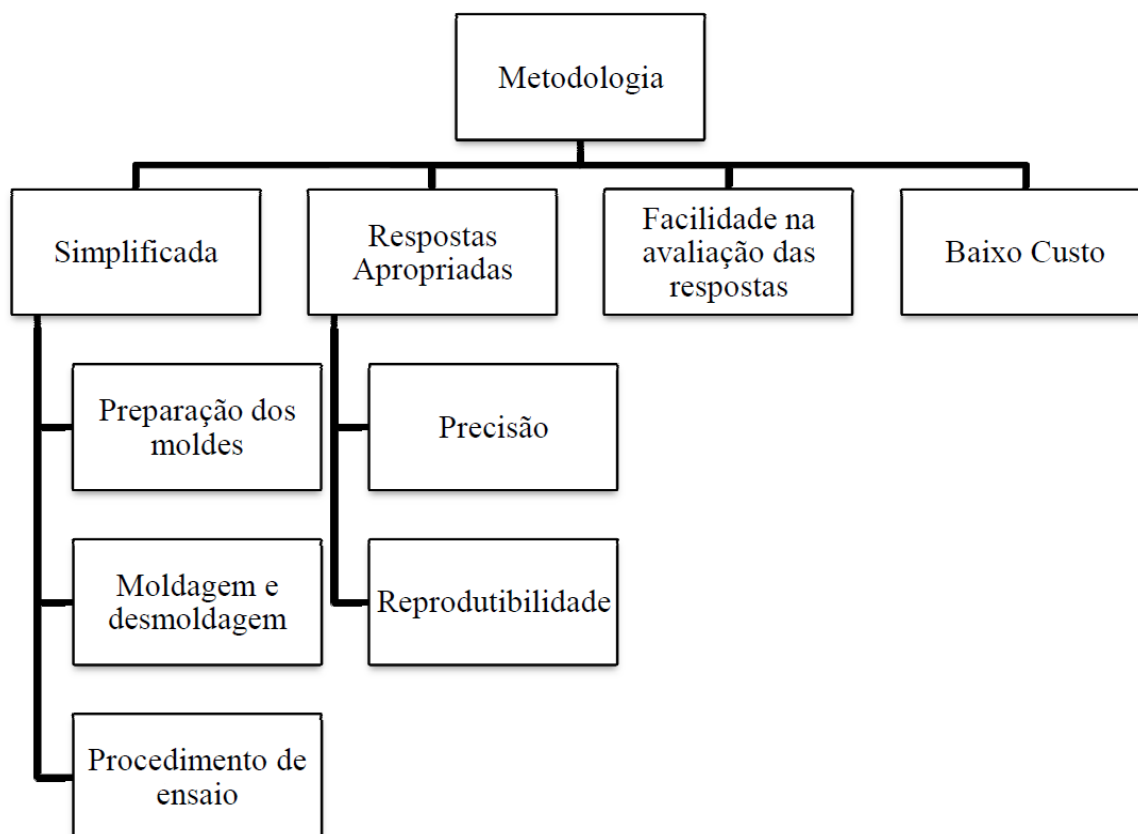 Metodologia
Simplificada
Respostas
Apropriadas
Facilidade na
avaliação das
respostas
Baixo Custo
Preparação dos
moldes
Precisão
Moldagem e
desmoldagem
Reprodutibilidade
Procedimento de
ensaio